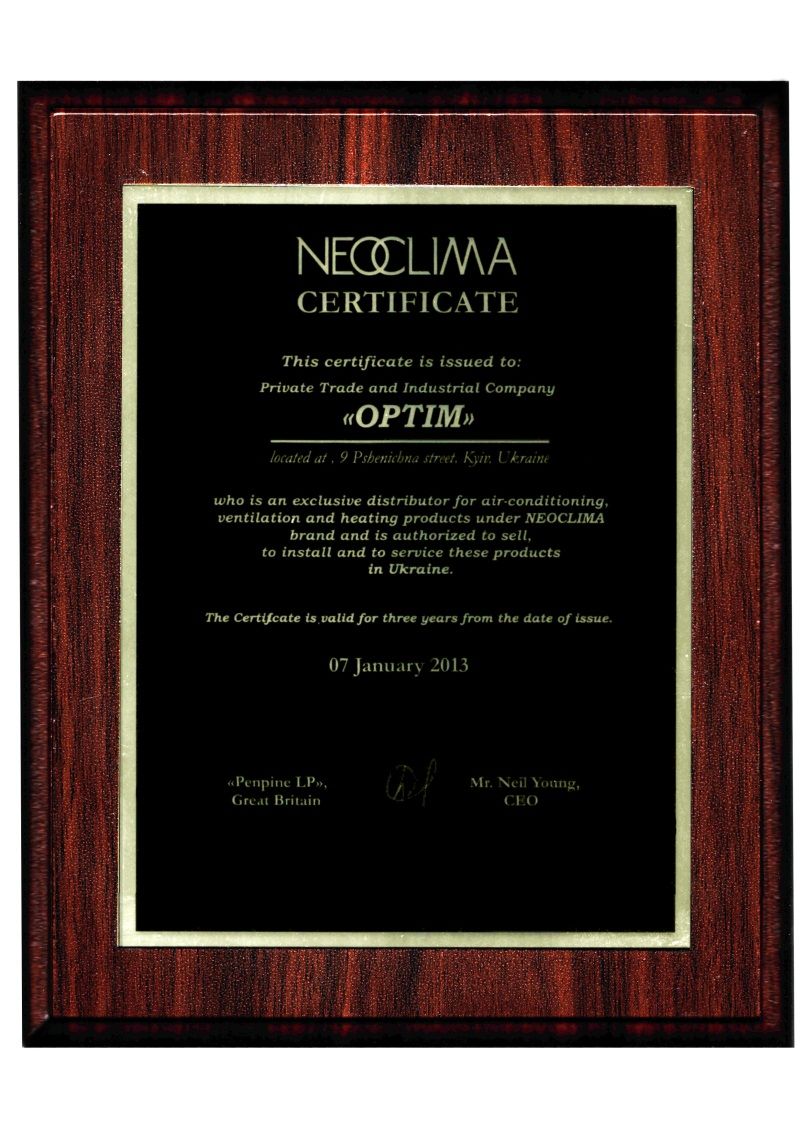 NEOCLIMA
CERTIFICATE
This certificate is issued to:
Private Trade and Industrial Company
«OPTIM»
located at , 9 Pshenichna street, Kyiv, Ukraine
who is an exclusive distributor for air-conditioning,
ventilation and heating products under NEOCLIMA
brand and is authorized to sell,
to install and to service these products
in Ukraine.
The Certifcate is valid for three years from the date of issue.
07 January 2013
«Penpine LP»,
Great Britain
Mr. Neil Young,
CEO